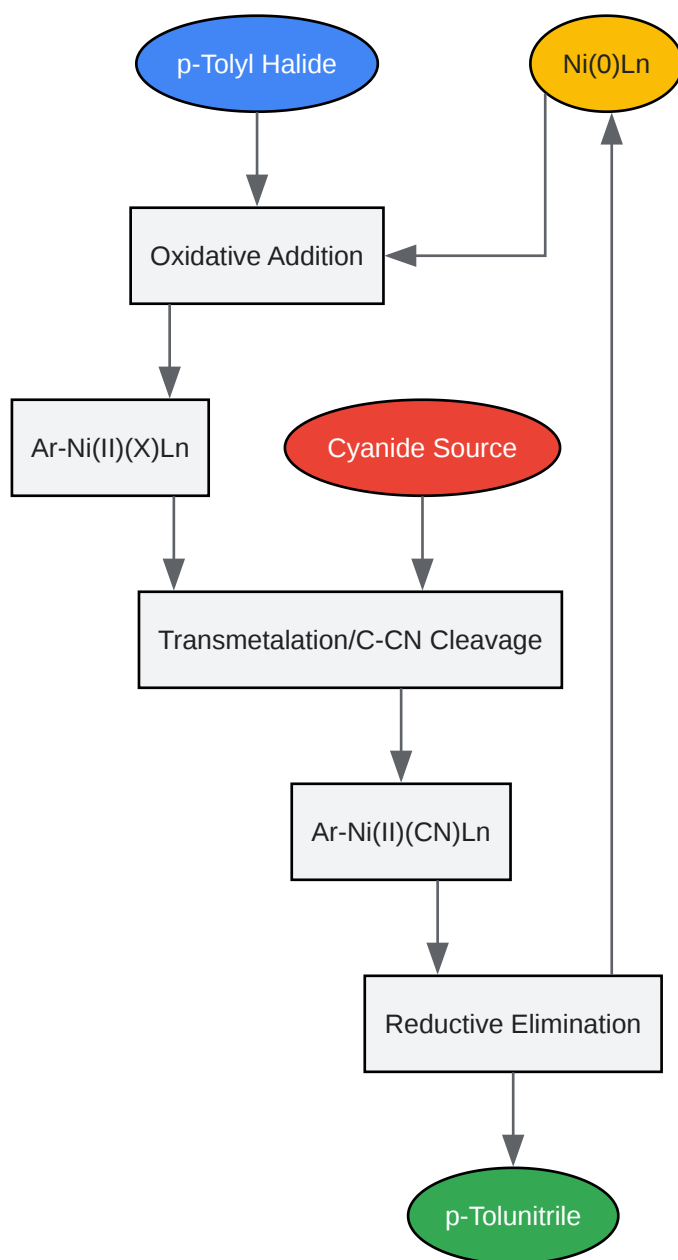 p-Tolyl Halide
Ni(0)Ln
Oxidative Addition
Ar-Ni(II)(X)Ln
Cyanide Source
Transmetalation/C-CN Cleavage
Ar-Ni(II)(CN)Ln
Reductive Elimination
p-Tolunitrile